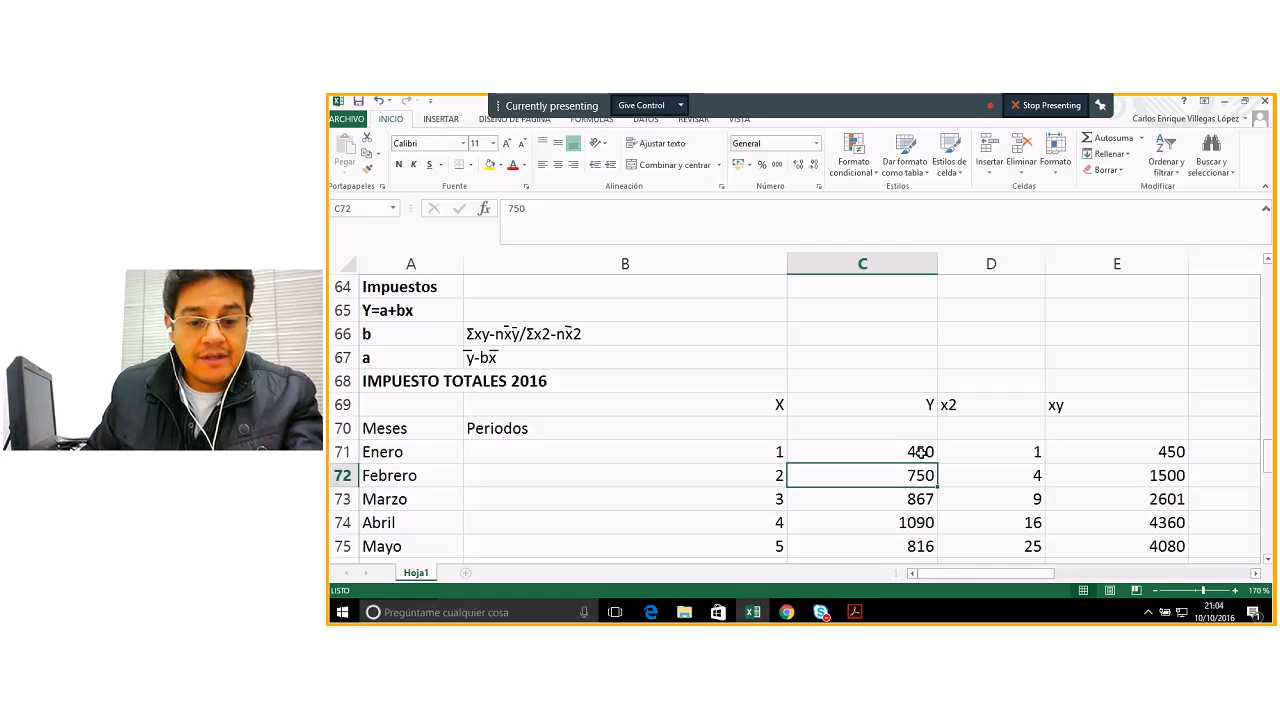 Currently presenting
Give Control
Stop Presenting
ARCHIVO INICIO INSERTAR DISEÑO DE PÁGINA FÓRMULAS DATOS REVISAR VISTA
Carlos Enrique Villegas López
Pegar
Portapapeles
Calibri 11
N K S
Fuente
Ajustar texto
Combinar y centrar
Alineación
General
% 000
Número
Formato condicional
Dar formato como tabla
Estilos de celda
Estilos
Insertar
Eliminar
Formato
Celdas
Autosuma
Rellenar
Borrar
Ordenar y filtrar
Buscar y seleccionar
Modificar
C72 fx 750
A B C D E
64 Impuestos
65 Y=a+bx
66 b Σxy-nx̅y̅/Σx2-nx̅2
67 a y̅-bx̅
68 IMPUESTO TOTALES 2016
69 X Y x2 xy
70 Meses Periodos
71 Enero 1 450 1 450
72 Febrero 2 750 4 1500
73 Marzo 3 867 9 2601
74 Abril 4 1090 16 4360
75 Mayo 5 816 25 4080
Hoja1
LISTO
170 %
Pregúntame cualquier cosa
21:04
10/10/2016